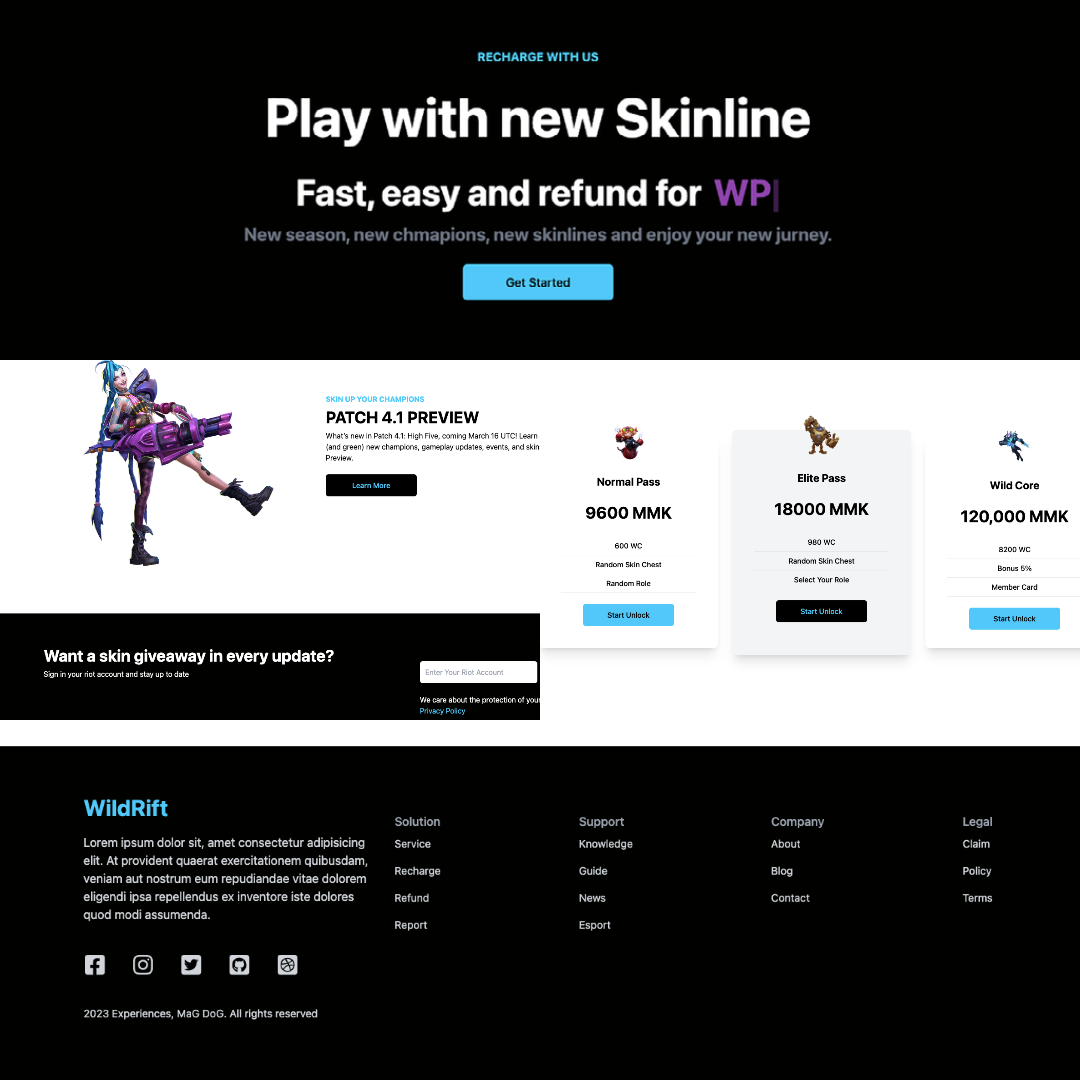 RECHARGE WITH US
Play with new Skinline
Fast, easy and refund for WP|
New season, new chmapions, new skinlines and enjoy your new jurney.
Get Started
SKIN UP YOUR CHAMPIONS
PATCH 4.1 PREVIEW
What's new in Patch 4.1: High Five, coming March 16 UTC! Learn
(and green) new champions, gameplay updates, events, and skin
Preview.
Learn More
Want a skin giveaway in every update?
Sign in your riot account and stay up to date
Enter Your Riot Account
We care about the protection of your
Privacy Policy
Normal Pass
9600 MMK
600 WC
Random Skin Chest
Random Role
Start Unlock
Elite Pass
18000 MMK
980 WC
Random Skin Chest
Select Your Role
Start Unlock
Wild Core
120,000 MMK
8200 WC
Bonus 5%
Member Card
Start Unlock
WildRift
Lorem ipsum dolor sit, amet consectetur adipisicing
elit. At provident quaerat exercitationem quibusdam,
veniam aut nostrum eum repudiandae vitae dolorem
eligendi ipsa repellendus ex inventore iste dolores
quod modi assumenda.
2023 Experiences, MaG DoG. All rights reserved
Solution
Service
Recharge
Refund
Report
Support
Knowledge
Guide
News
Esport
Company
About
Blog
Contact
Legal
Claim
Policy
Terms